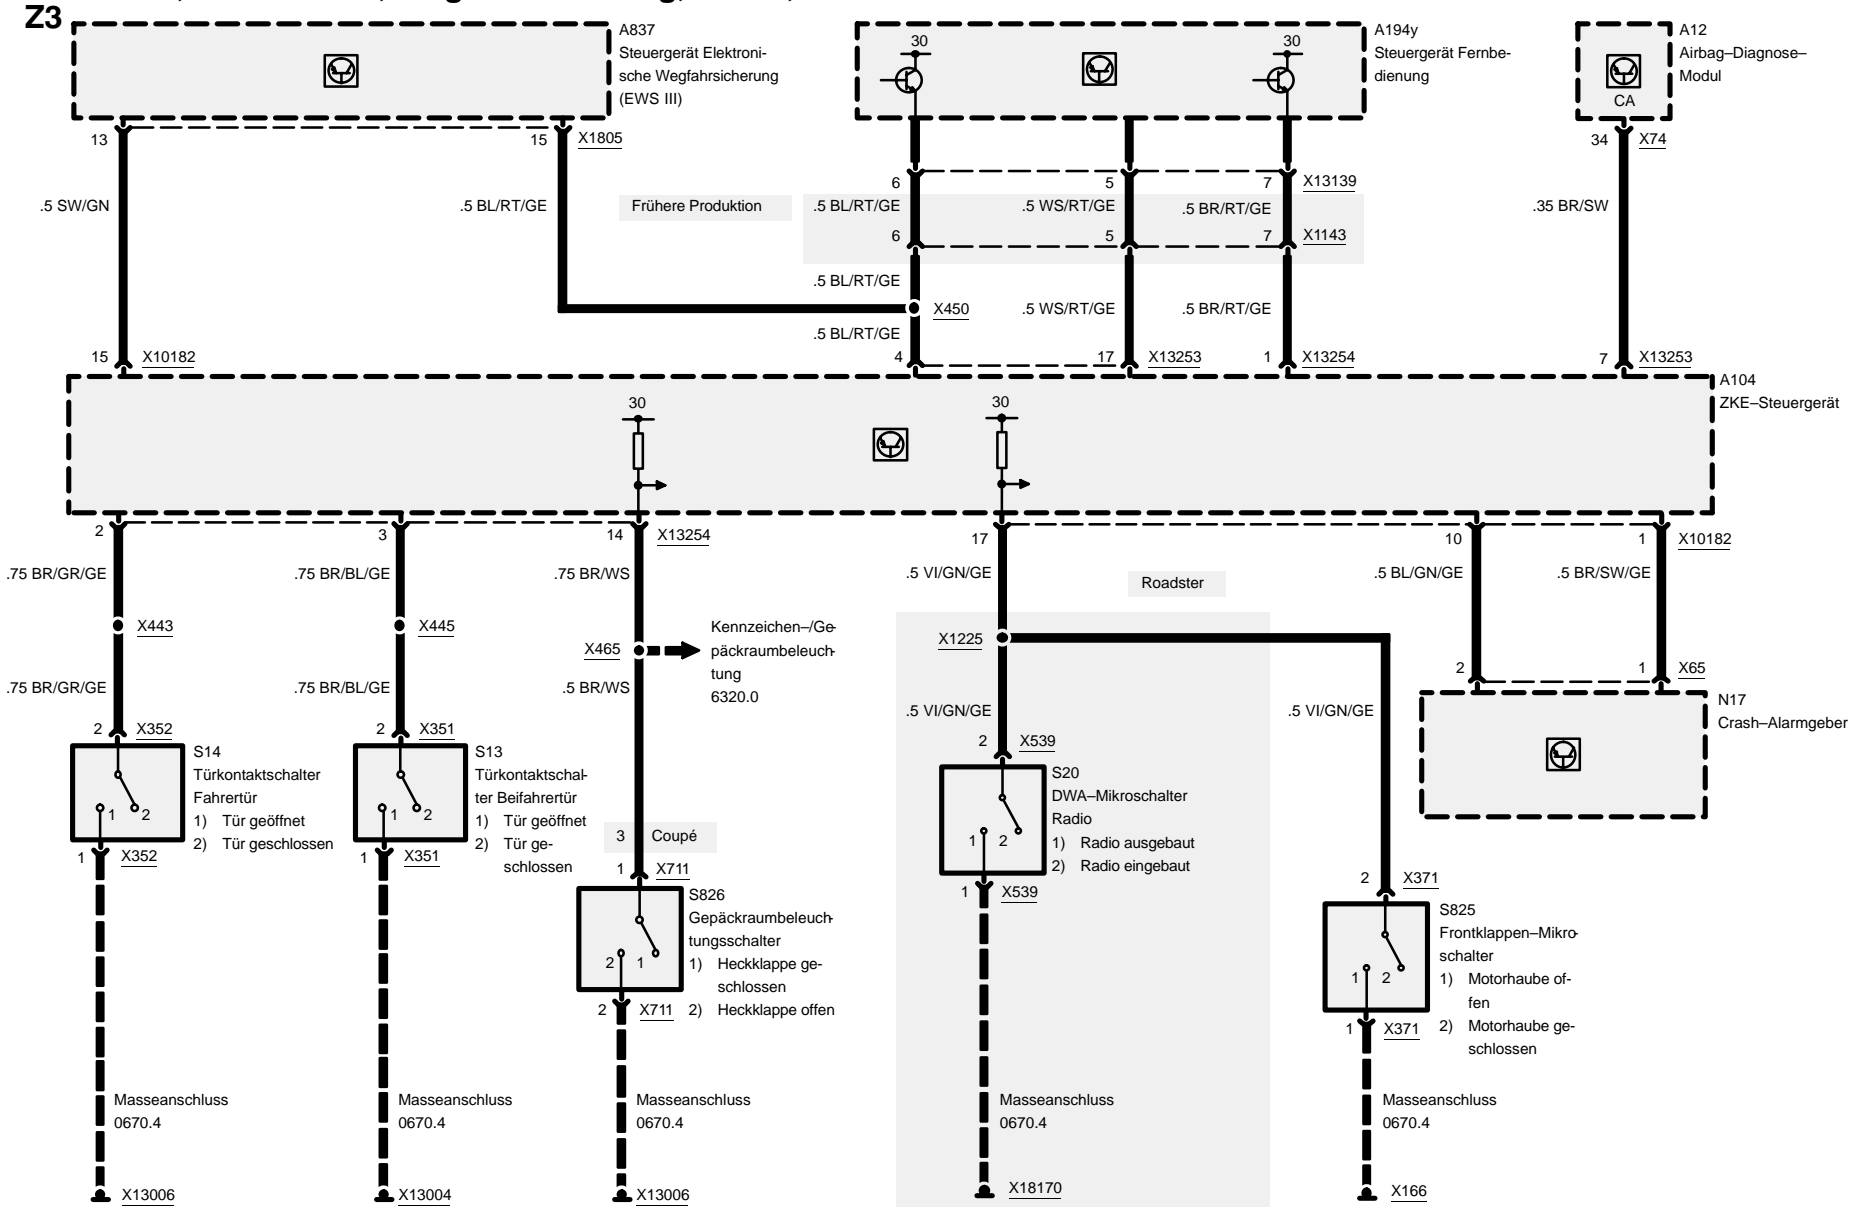 Z3
A837
Steuergerät Elektroni-
sche Wegfahrsicherung
(EWS III)
30
30
A194y
Steuergerät Fernbe-
dienung
CA
A12
Airbag–Diagnose–
Modul
13
15
X1805
34
X74
6
5
7
X13139
.5 SW/GN
.5 BL/RT/GE
Frühere Produktion
.5 BL/RT/GE
.5 WS/RT/GE
.5 BR/RT/GE
.35 BR/SW
6
5
7
X1143
.5 BL/RT/GE
X450
.5 WS/RT/GE
.5 BR/RT/GE
.5 BL/RT/GE
15
X10182
4
17
X13253
1
X13254
7
X13253
A104
ZKE–Steuergerät
30
30
2
3
14
X13254
17
10
1
X10182
.75 BR/GR/GE
.75 BR/BL/GE
.75 BR/WS
.5 VI/GN/GE
Roadster
.5 BL/GN/GE
.5 BR/SW/GE
X443
X445
X465
Kennzeichen–/Ge-
päckraumbeleuch-
tung
6320.0
X1225
2
1
X65
.75 BR/GR/GE
.75 BR/BL/GE
.5 BR/WS
.5 VI/GN/GE
.5 VI/GN/GE
N17
Crash–Alarmgeber
2
X352
2
X351
2
X539
S14
Türkontaktschalter
Fahrertür
1) Tür geöffnet
2) Tür geschlossen
1
2
S13
Türkontaktschal-
ter Beifahrertür
1) Tür geöffnet
2) Tür ge-
schlossen
1
2
S20
DWA–Mikroschalter
Radio
1) Radio ausgebaut
2) Radio eingebaut
1
2
3
Coupé
1
X352
1
X351
1
X711
1
X539
2
X371
S826
Gepäckraumbeleuch-
tungsschalter
1) Heckklappe ge-
schlossen
2) Heckklappe offen
2
1
S825
Frontklappen–Mikro-
schalter
1) Motorhaube of-
fen
2) Motorhaube ge-
schlossen
1
2
2
X711
1
X371
Masseanschluss
0670.4
Masseanschluss
0670.4
Masseanschluss
0670.4
Masseanschluss
0670.4
Masseanschluss
0670.4
X13006
X13004
X13006
X18170
X166